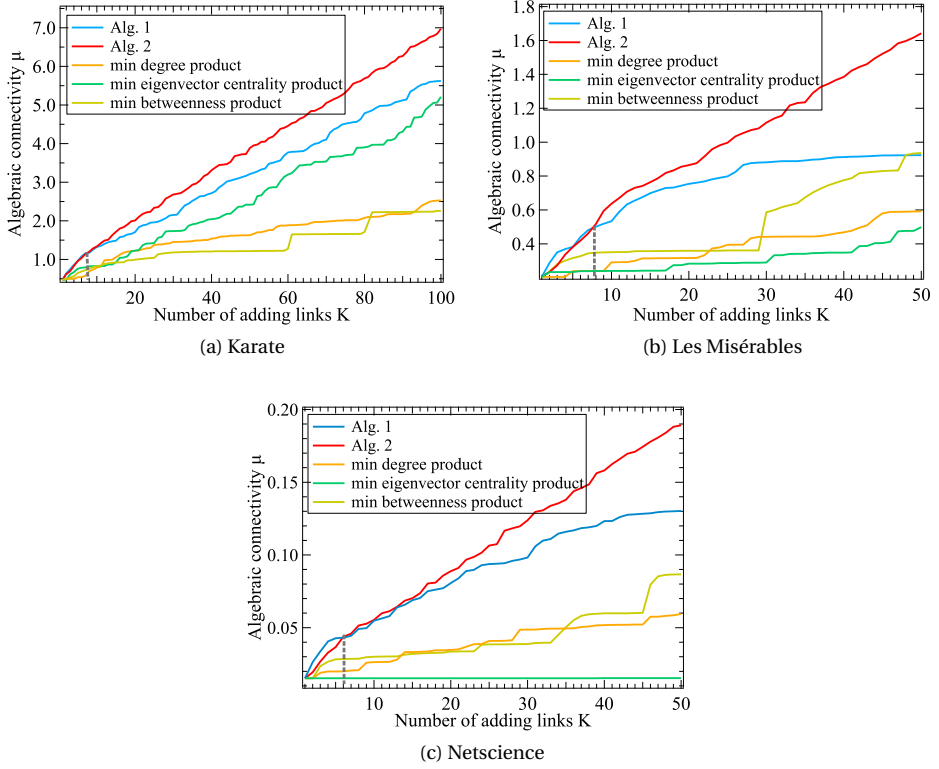 Alg. 1
Alg. 2
min degree product
min eigenvector centrality product
min betweenness product
Algebraic connectivity μ
7.0
6.0
5.0
4.0
3.0
2.0
1.0
20
40
60
80
100
Number of adding links K
(a) Karate
Alg. 1
Alg. 2
min degree product
min eigenvector centrality product
min betweenness product
Algebraic connectivity μ
1.8
1.6
1.4
1.2
1.0
0.8
0.6
0.4
10
20
30
40
50
Number of adding links K
(b) Les Misérables
Alg. 1
Alg. 2
min degree product
min eigenvector centrality product
min betweenness product
Algebraic connectivity μ
0.20
0.15
0.10
0.05
10
20
30
40
50
Number of adding links K
(c) Netscience